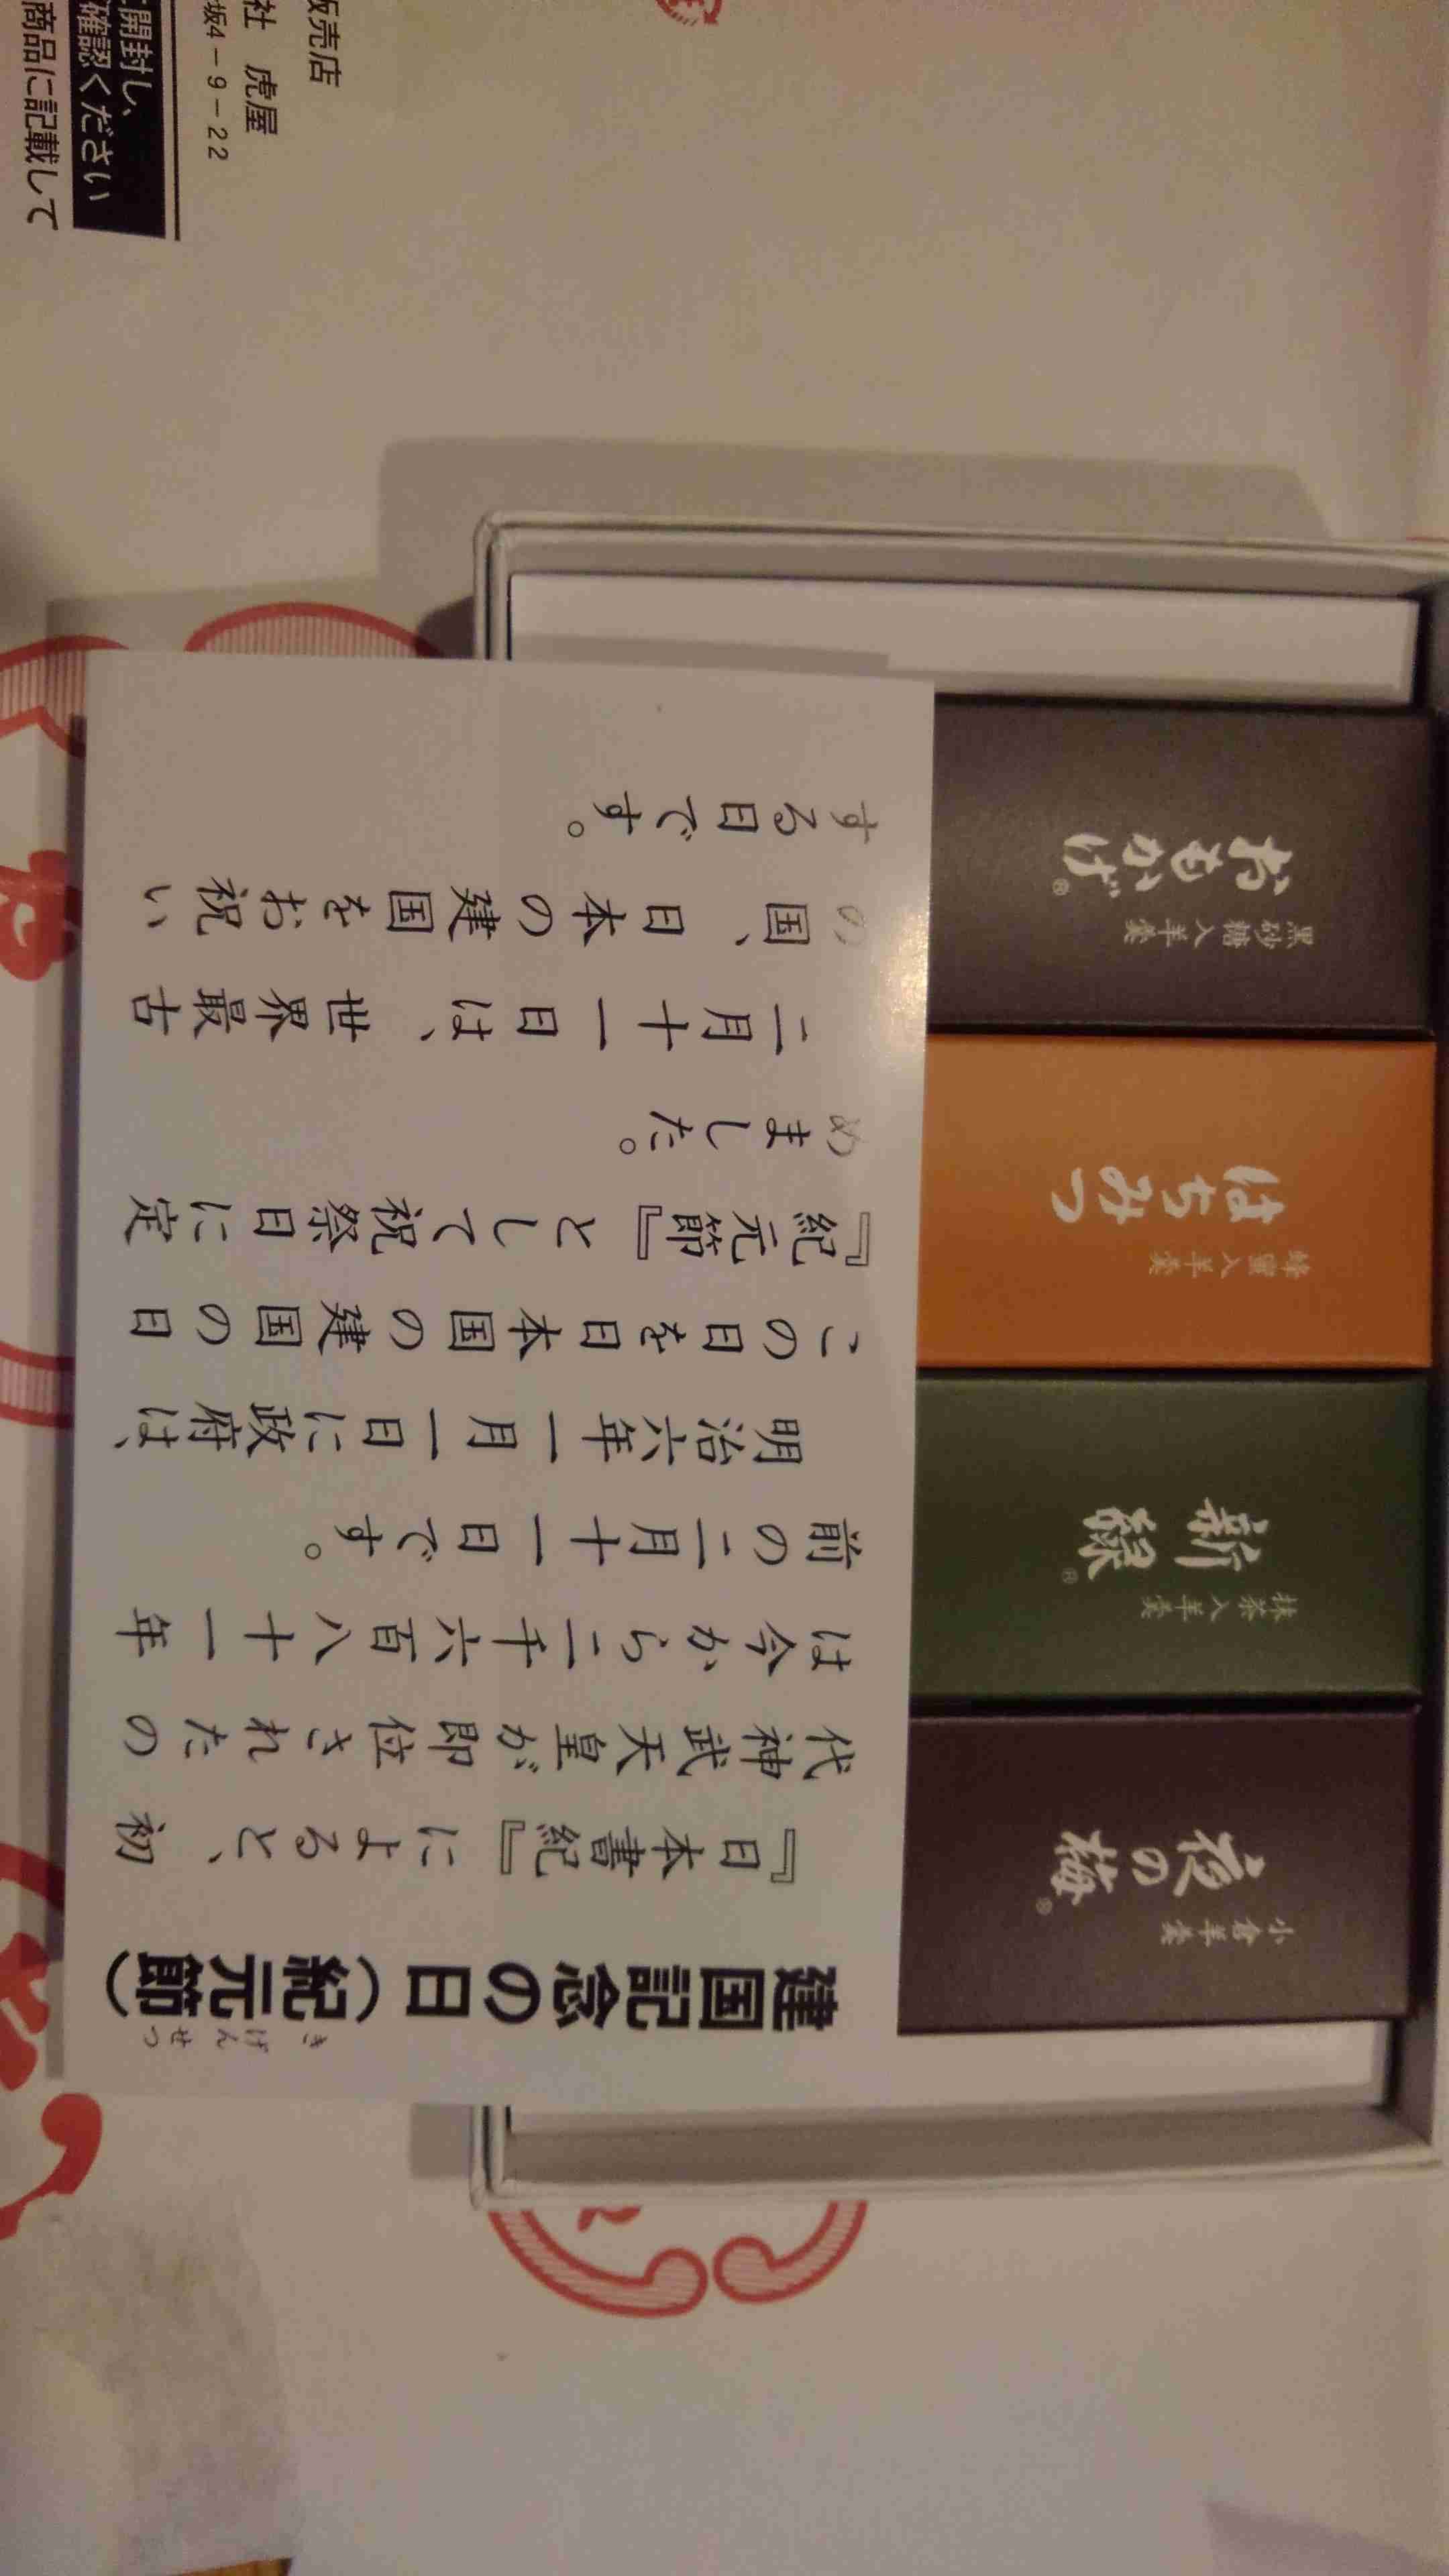 建国記念の日（紀元節）
きげんせつ
『日本書紀』によると、初
代神武天皇が即位されたの
は今から二千六百八十一年
前の二月十一日です。
明治六年一月一日に政府は、
この日を日本国の建国の日
『紀元節』として祝祭日に定
めました。
二月十一日は、世界最古
の国、日本の建国をお祝い
する日です。
小倉羊羹
夜の梅®
抹茶入羊羹
新緑®
蜂蜜入羊羹
はちみつ
黒砂糖入羊羹
おもかげ®
販売店
社 虎屋
坂4-9-22
に開封し、
確認ください
商品に記載して